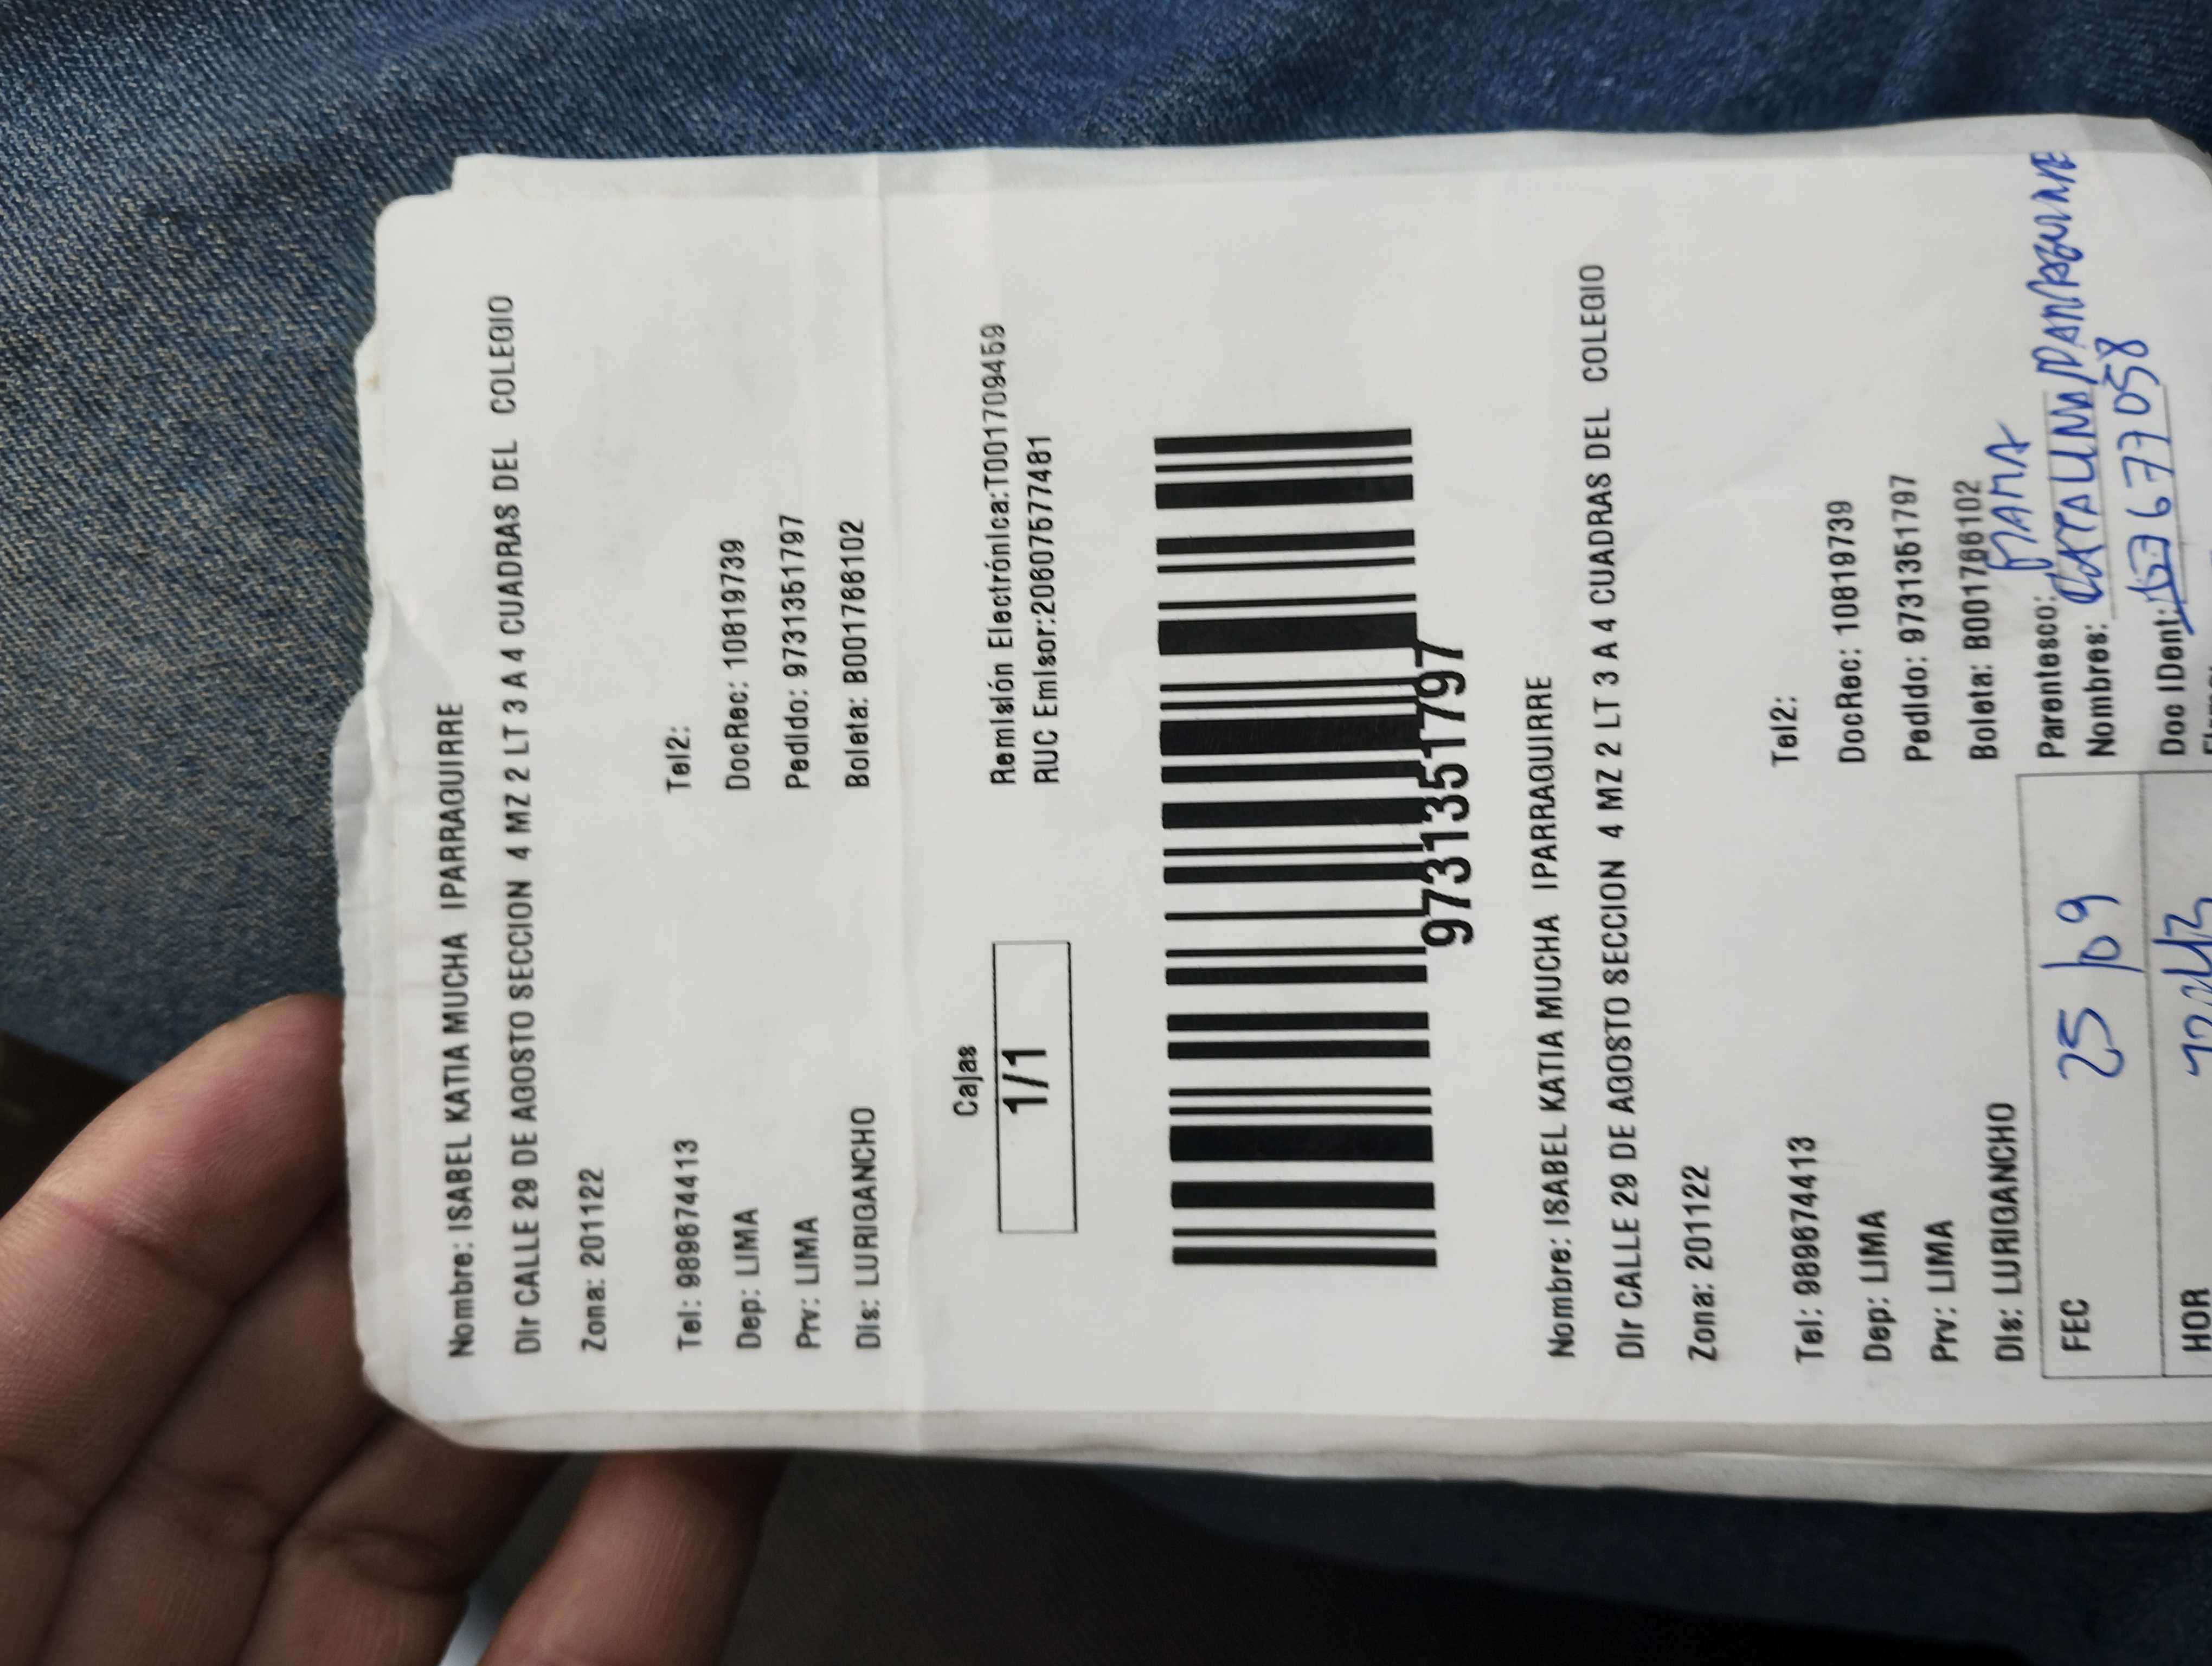 Nombre: ISABEL KATIA MUCHA IPARRAGUIRRE
Dir CALLE 29 DE AGOSTO SECCION 4 MZ 2 LT 3 A 4 CUADRAS DEL COLEGIO
Zona: 201122
Tel: 989674413 Tel2:
Dep: LIMA DocRec: 10819739
Prv: LIMA Pedido: 9731351797
Dis: LURIGANCHO Boleta: B001766102
Cajas
1/1
Remisión Electrónica:T001709459
RUC Emisor:20607577481
9731351797
Nombre: ISABEL KATIA MUCHA IPARRAGUIRRE
Dir CALLE 29 DE AGOSTO SECCION 4 MZ 2 LT 3 A 4 CUADRAS DEL COLEGIO
Zona: 201122
Tel: 989674413 Tel2:
Dep: LIMA DocRec: 10819739
Prv: LIMA Pedido: 9731351797
Dis: LURIGANCHO Boleta: B001766102
FEC 25/09 Parentesco: MAMA
Nombres:
HOR Doc IDent: